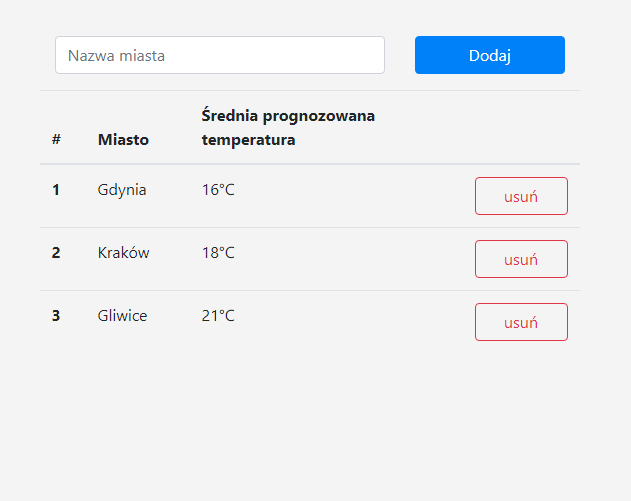 Nazwa miasta Dodaj
# Miasto Średnia prognozowana temperatura
1 Gdynia 16°C usuń
2 Kraków 18°C usuń
3 Gliwice 21°C usuń